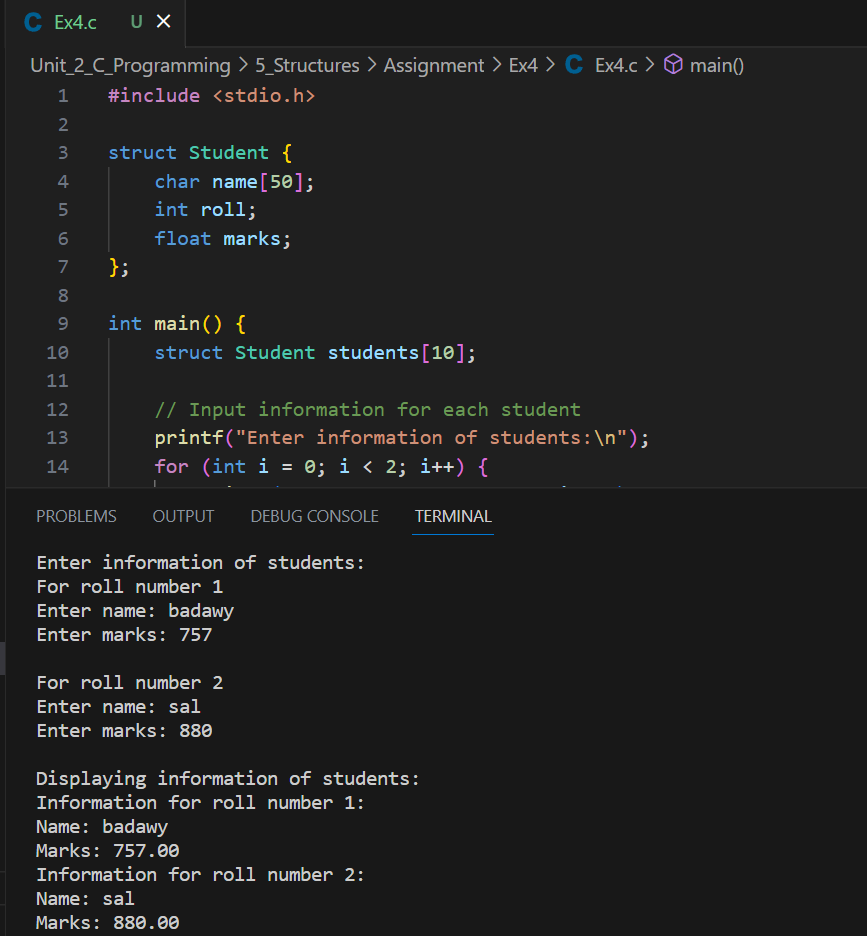 C Ex4.c U ×
Unit_2_C_Programming > 5_Structures > Assignment > Ex4 > C Ex4.c > main()
1 #include <stdio.h>
2
3 struct Student {
4     char name[50];
5     int roll;
6     float marks;
7 };
8
9 int main() {
10     struct Student students[10];
11
12     // Input information for each student
13     printf("Enter information of students:\n");
14     for (int i = 0; i < 2; i++) {
PROBLEMS OUTPUT DEBUG CONSOLE TERMINAL
Enter information of students:
For roll number 1
Enter name: badawy
Enter marks: 757

For roll number 2
Enter name: sal
Enter marks: 880

Displaying information of students:
Information for roll number 1:
Name: badawy
Marks: 757.00
Information for roll number 2:
Name: sal
Marks: 880.00